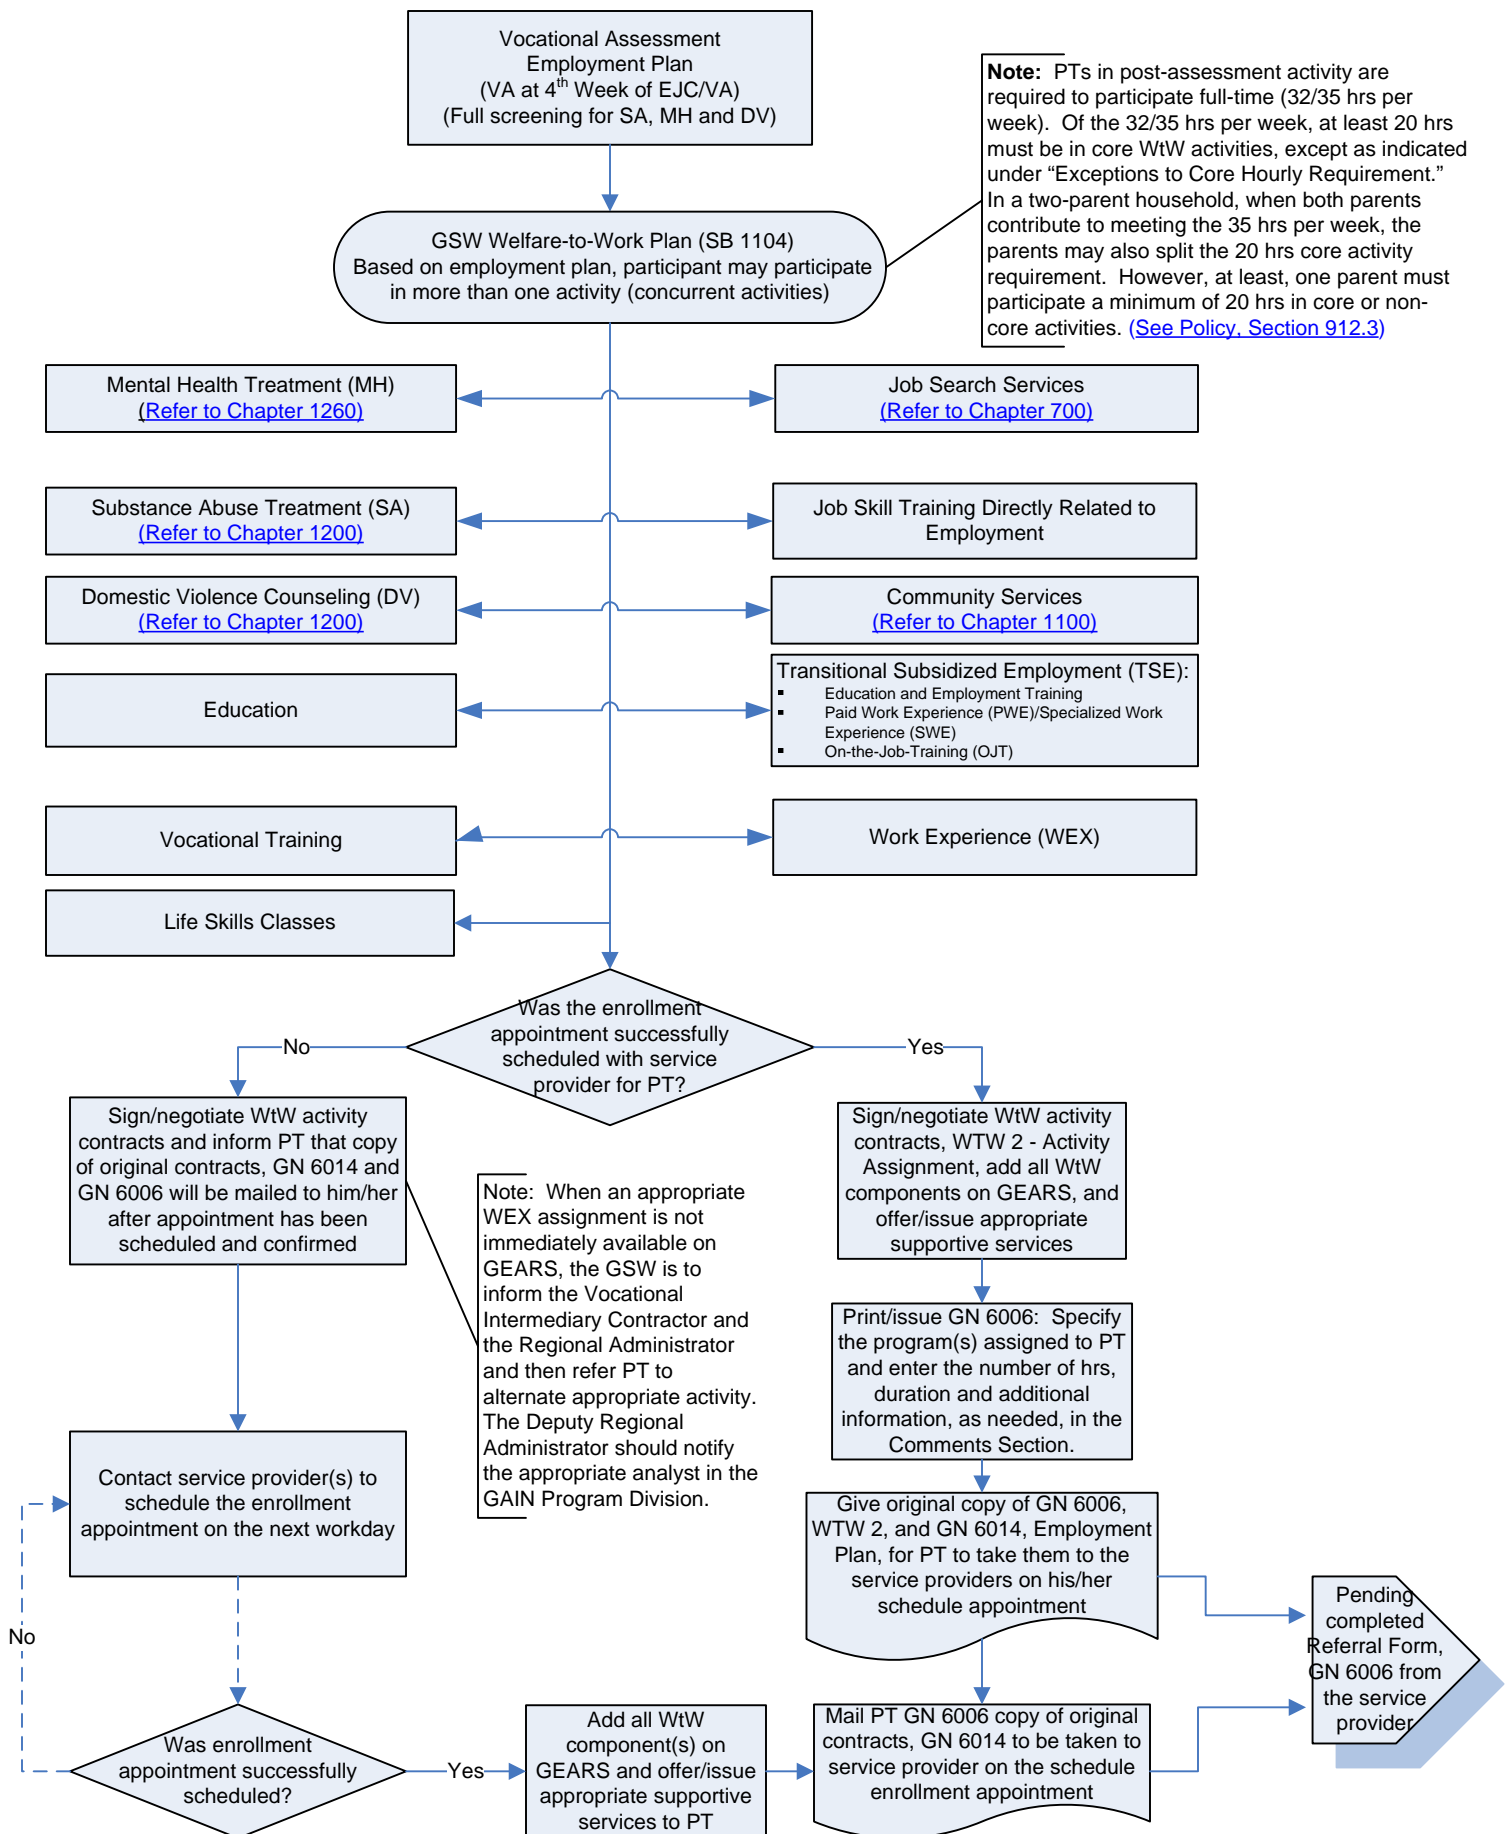 Vocational Assessment
Employment Plan
(VA at 4th Week of EJC/VA)
(Full screening for SA, MH and DV)
Note: PTs in post-assessment activity are
required to participate full-time (32/35 hrs per
week). Of the 32/35 hrs per week, at least 20 hrs
must be in core WtW activities, except as indicated
under “Exceptions to Core Hourly Requirement.”
In a two-parent household, when both parents
contribute to meeting the 35 hrs per week, the
parents may also split the 20 hrs core activity
requirement. However, at least, one parent must
participate a minimum of 20 hrs in core or non-
core activities. (See Policy, Section 912.3)
GSW Welfare-to-Work Plan (SB 1104)
Based on employment plan, participant may participate
in more than one activity (concurrent activities)
Mental Health Treatment (MH)
(Refer to Chapter 1260)
Job Search Services
(Refer to Chapter 700)
Substance Abuse Treatment (SA)
(Refer to Chapter 1200)
Job Skill Training Directly Related to
Employment
Domestic Violence Counseling (DV)
(Refer to Chapter 1200)
Community Services
(Refer to Chapter 1100)
Education
Transitional Subsidized Employment (TSE):
▪ Education and Employment Training
▪ Paid Work Experience (PWE)/Specialized Work
Experience (SWE)
▪ On-the-Job-Training (OJT)
Vocational Training
Work Experience (WEX)
Life Skills Classes
Was the enrollment
appointment successfully
scheduled with service
provider for PT?
No
Yes
Sign/negotiate WtW activity
contracts and inform PT that copy
of original contracts, GN 6014 and
GN 6006 will be mailed to him/her
after appointment has been
scheduled and confirmed
Note: When an appropriate
WEX assignment is not
immediately available on
GEARS, the GSW is to
inform the Vocational
Intermediary Contractor and
the Regional Administrator
and then refer PT to
alternate appropriate activity.
The Deputy Regional
Administrator should notify
the appropriate analyst in the
GAIN Program Division.
Sign/negotiate WtW activity
contracts, WTW 2 - Activity
Assignment, add all WtW
components on GEARS, and
offer/issue appropriate
supportive services
Print/issue GN 6006: Specify
the program(s) assigned to PT
and enter the number of hrs,
duration and additional
information, as needed, in the
Comments Section.
Contact service provider(s) to
schedule the enrollment
appointment on the next workday
Give original copy of GN 6006,
WTW 2, and GN 6014, Employment
Plan, for PT to take them to the
service providers on his/her
schedule appointment
Pending
completed
Referral Form,
GN 6006 from
the service
provider
No
Was enrollment
appointment successfully
scheduled?
Yes
Add all WtW
component(s) on
GEARS and offer/issue
appropriate supportive
services to PT
Mail PT GN 6006 copy of original
contracts, GN 6014 to be taken to
service provider on the schedule
enrollment appointment